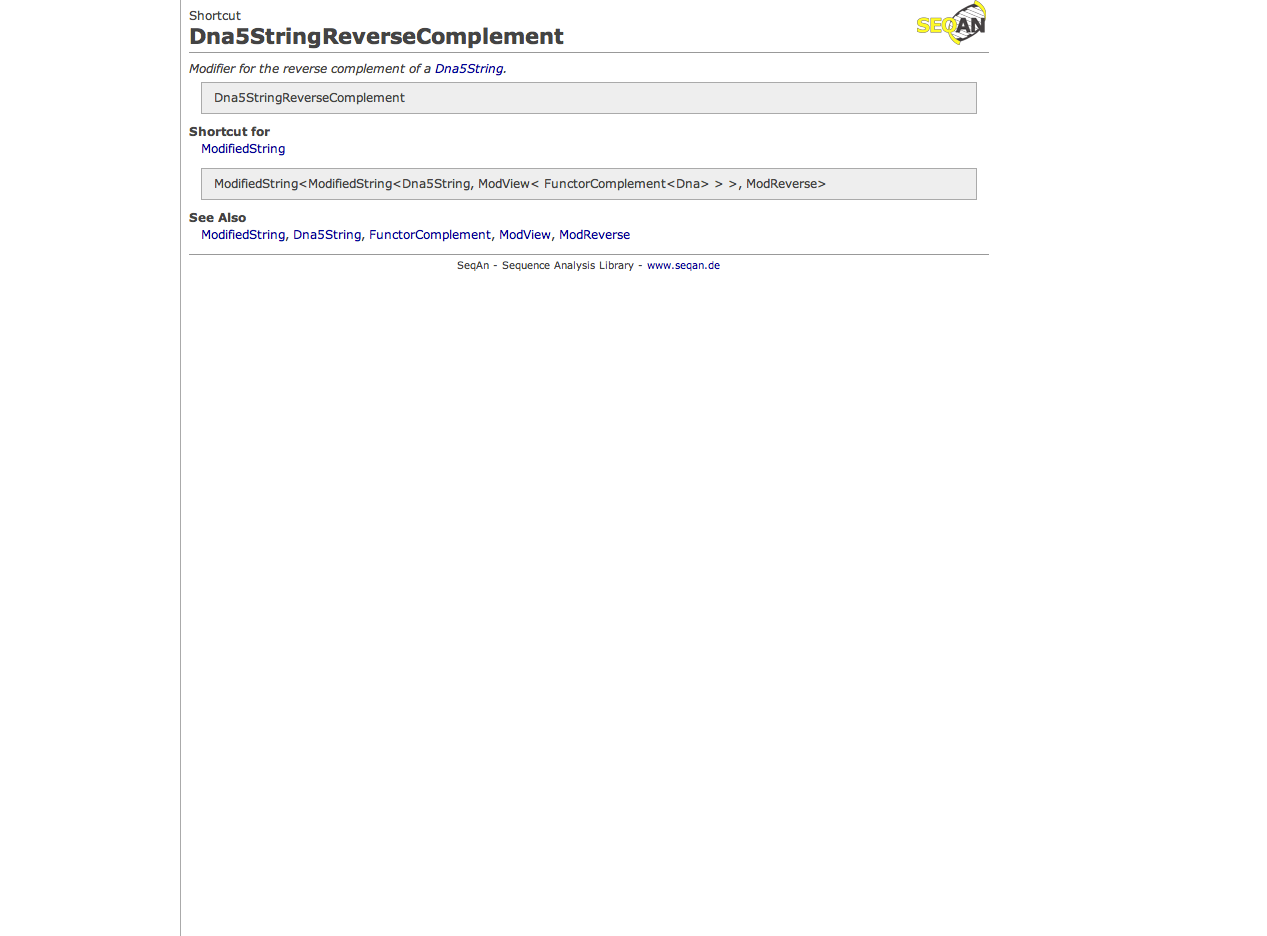 Shortcut
Dna5StringReverseComplement
SEQAN
Modifier for the reverse complement of a Dna5String.
Dna5StringReverseComplement
Shortcut for
ModifiedString
ModifiedString<ModifiedString<Dna5String, ModView< FunctorComplement<Dna> > >, ModReverse>
See Also
ModifiedString, Dna5String, FunctorComplement, ModView, ModReverse
SeqAn - Sequence Analysis Library - www.seqan.de